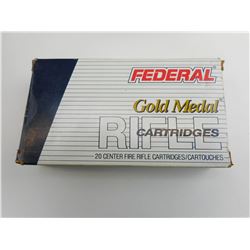 FEDERAL
Gold Medal
RIFLE
CARTRIDGES
20 CENTER FIRE RIFLE CARTRIDGES/CARTOUCHES